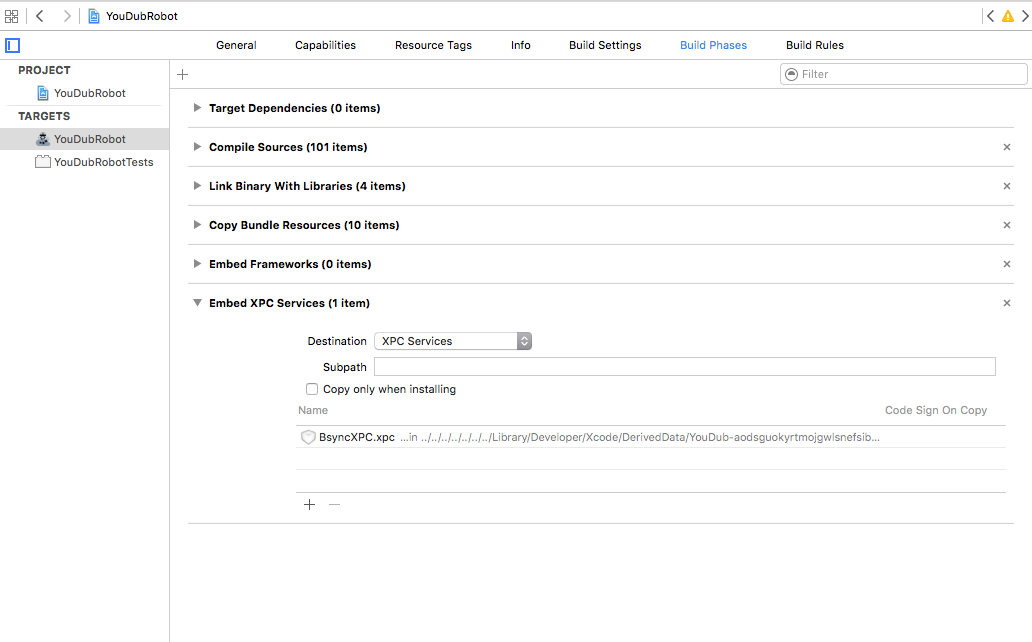 YouDubRobot
General Capabilities Resource Tags Info Build Settings Build Phases Build Rules
PROJECT
YouDubRobot
TARGETS
YouDubRobot
YouDubRobotTests
Filter
Target Dependencies (0 items)
Compile Sources (101 items)
Link Binary With Libraries (4 items)
Copy Bundle Resources (10 items)
Embed Frameworks (0 items)
Embed XPC Services (1 item)
Destination XPC Services
Subpath
Copy only when installing
Name Code Sign On Copy
BsyncXPC.xpc ...in ../../../../../../../Library/Developer/Xcode/DerivedData/YouDub-aodsguokyrtmojgwlsnefsib...